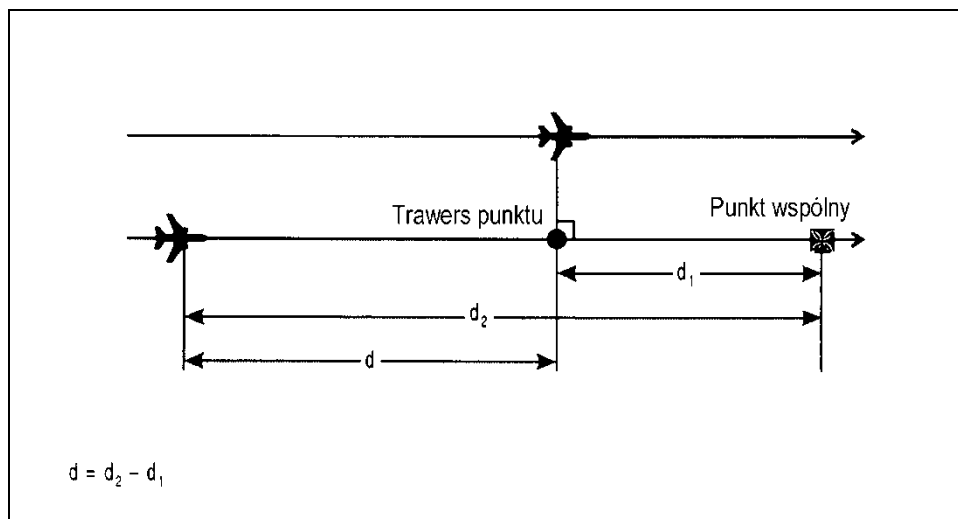 Trawers punktu
Punkt wspólny
d₁
d₂
d
d = d₂ – d₁